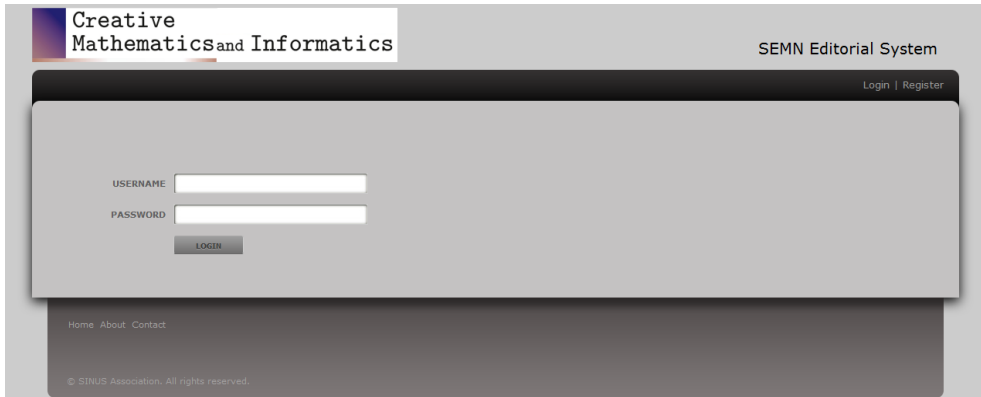 Creative
Mathematics and Informatics
SEMN Editorial System
Login | Register
USERNAME
PASSWORD
LOGIN
Home About Contact
© SINUS Association. All rights reserved.